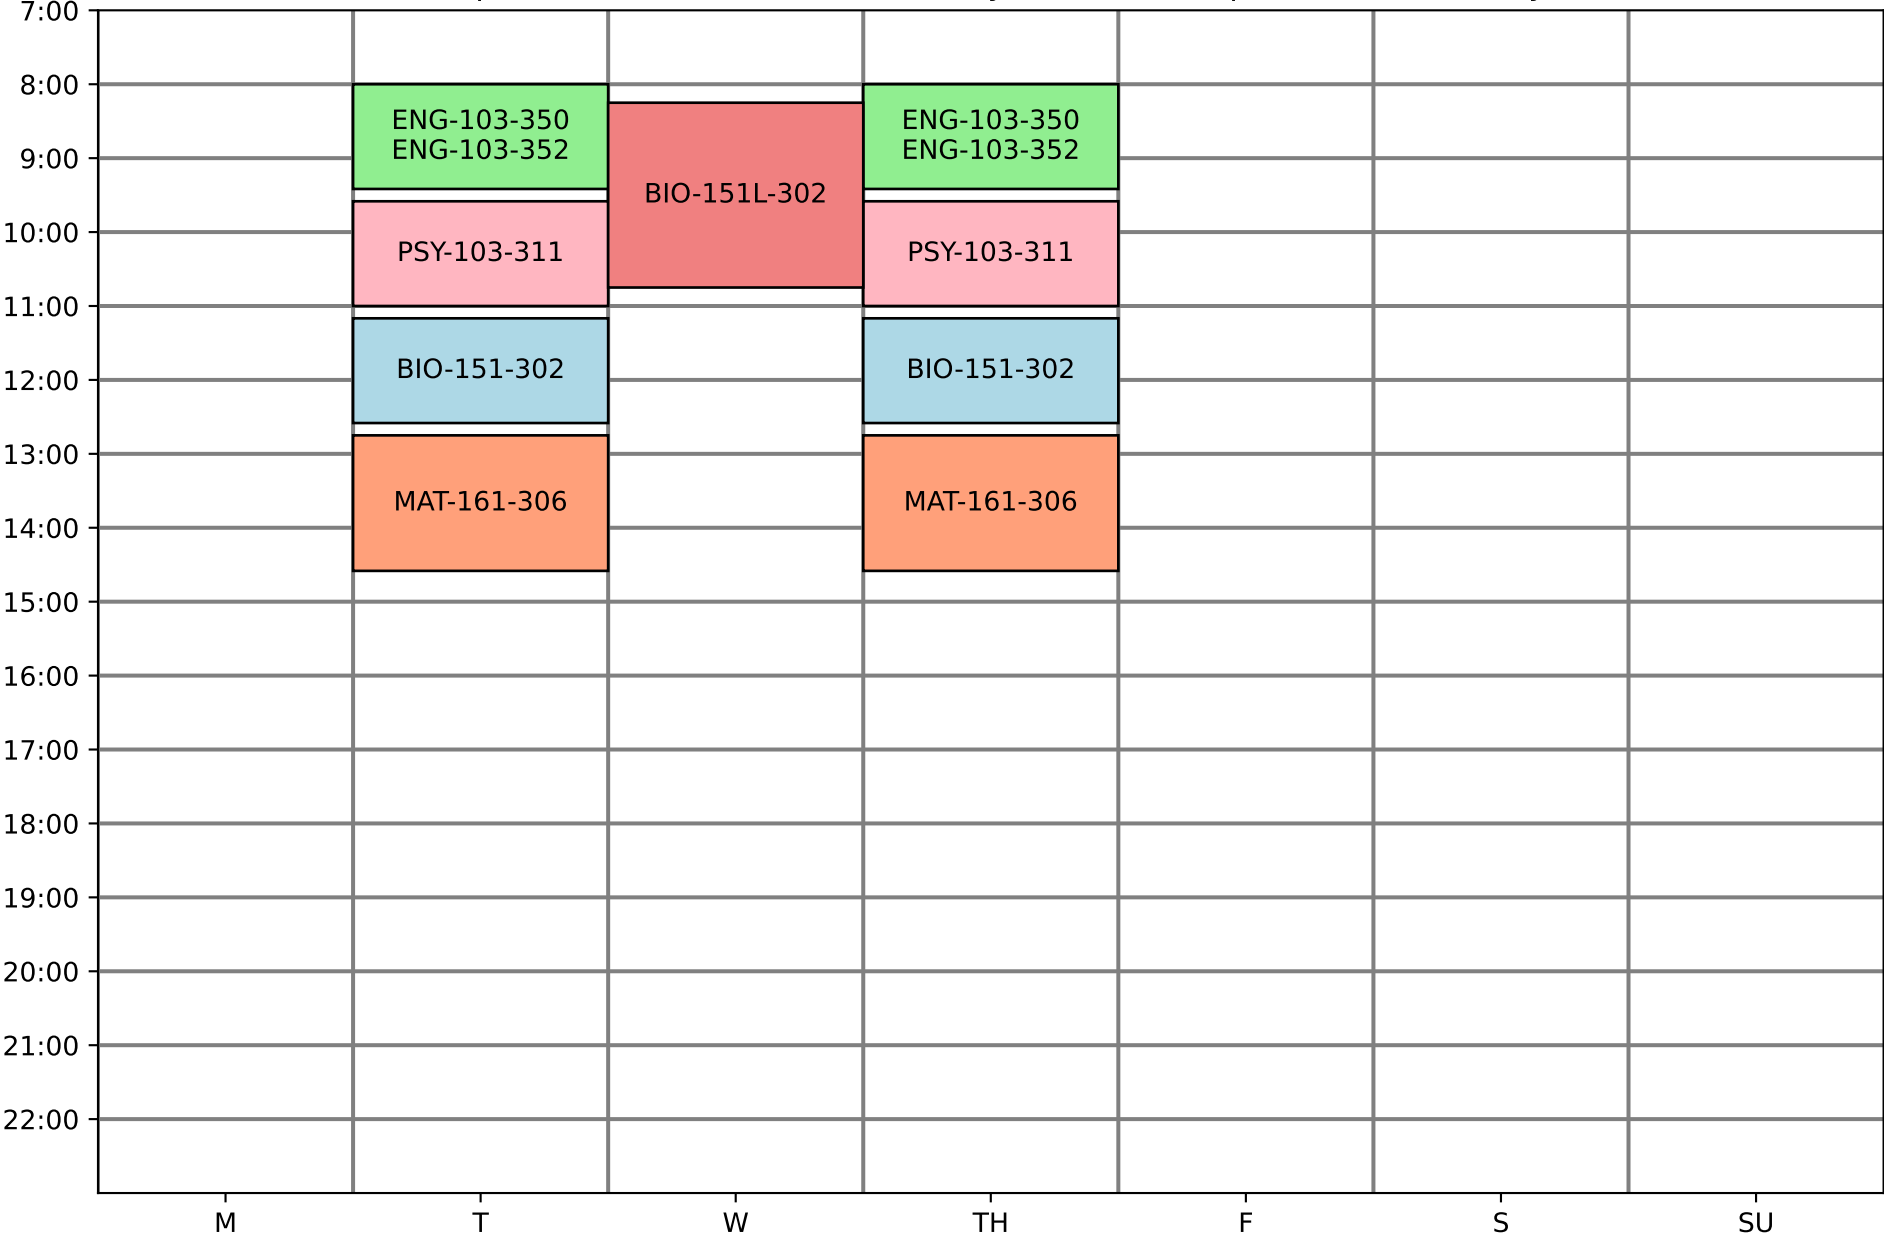 7:00
8:00
9:00
10:00
11:00
12:00
13:00
14:00
15:00
16:00
17:00
18:00
19:00
20:00
21:00
22:00
ENG-103-350
ENG-103-352
PSY-103-311
BIO-151-302
MAT-161-306
BIO-151L-302
ENG-103-350
ENG-103-352
PSY-103-311
BIO-151-302
MAT-161-306
M T W TH F S SU